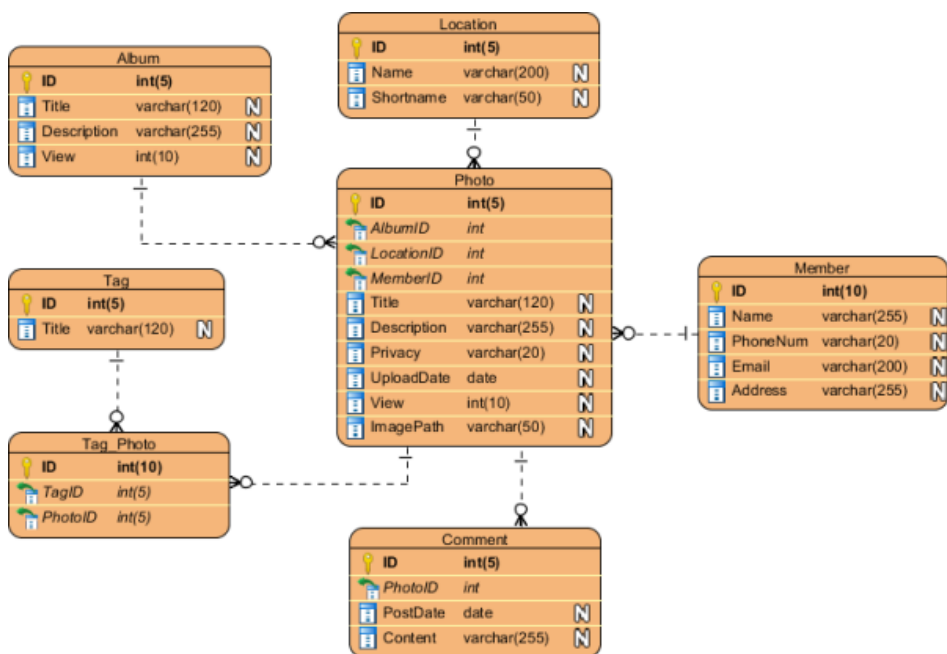 Location
ID int(5)
Name varchar(200) N
Shortname varchar(50) N
Album
ID int(5)
Title varchar(120) N
Description varchar(255) N
View int(10) N
Photo
ID int(5)
AlbumID int
LocationID int
MemberID int
Title varchar(120) N
Description varchar(255) N
Privacy varchar(20) N
UploadDate date N
View int(10) N
ImagePath varchar(50) N
Tag
ID int(5)
Title varchar(120) N
Member
ID int(10)
Name varchar(255) N
PhoneNum varchar(20) N
Email varchar(200) N
Address varchar(255) N
Tag_Photo
ID int(10)
TagID int(5)
PhotoID int(5)
Comment
ID int(5)
PhotoID int
PostDate date N
Content varchar(255) N